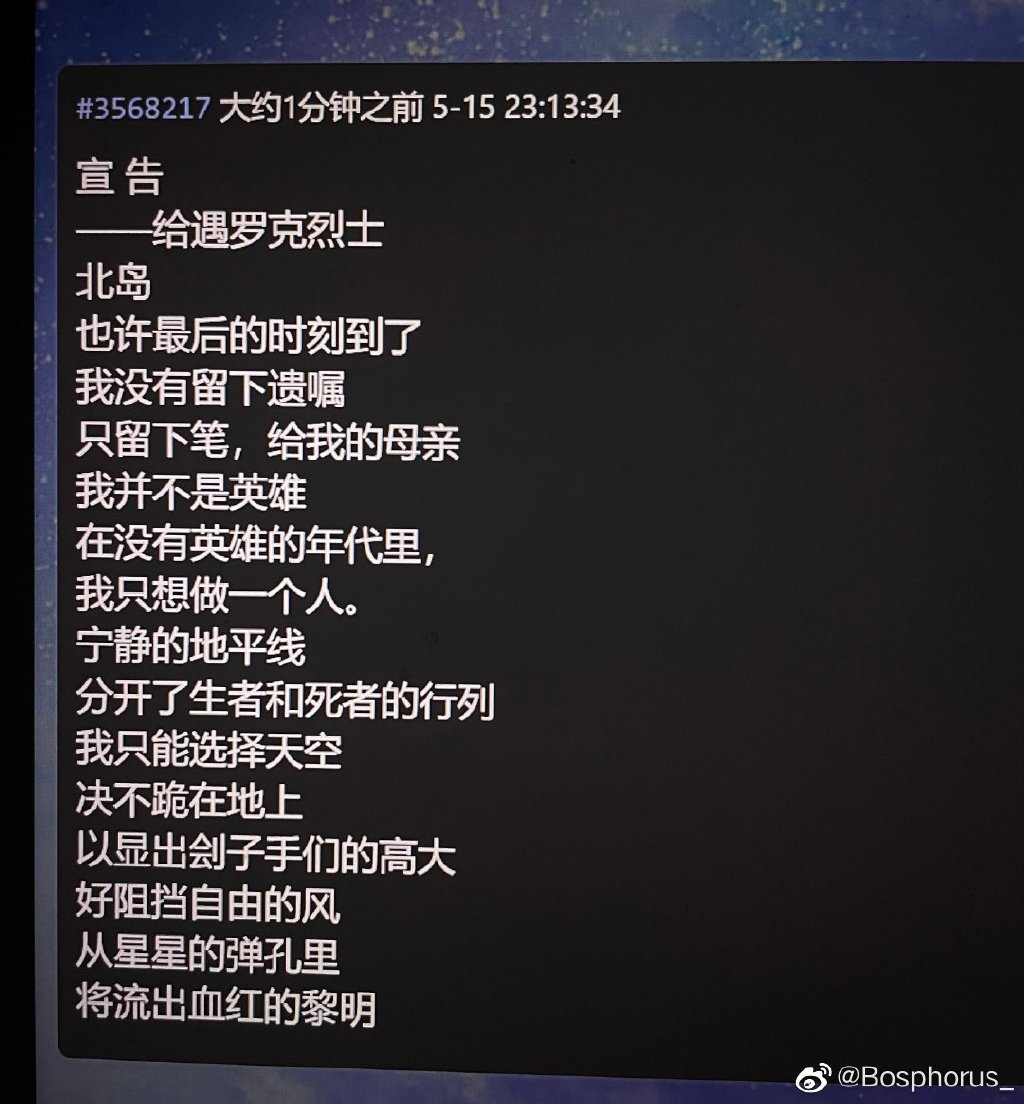 #3568217 大约1分钟之前 5-15 23:13:34
宣 告
——给遇罗克烈士
北岛
也许最后的时刻到了
我没有留下遗嘱
只留下笔，给我的母亲
我并不是英雄
在没有英雄的年代里，
我只想做一个人。
宁静的地平线
分开了生者和死者的行列
我只能选择天空
决不跪在地上
以显出刽子手们的高大
好阻挡自由的风
从星星的弹孔里
将流出血红的黎明
@Bosphorus_